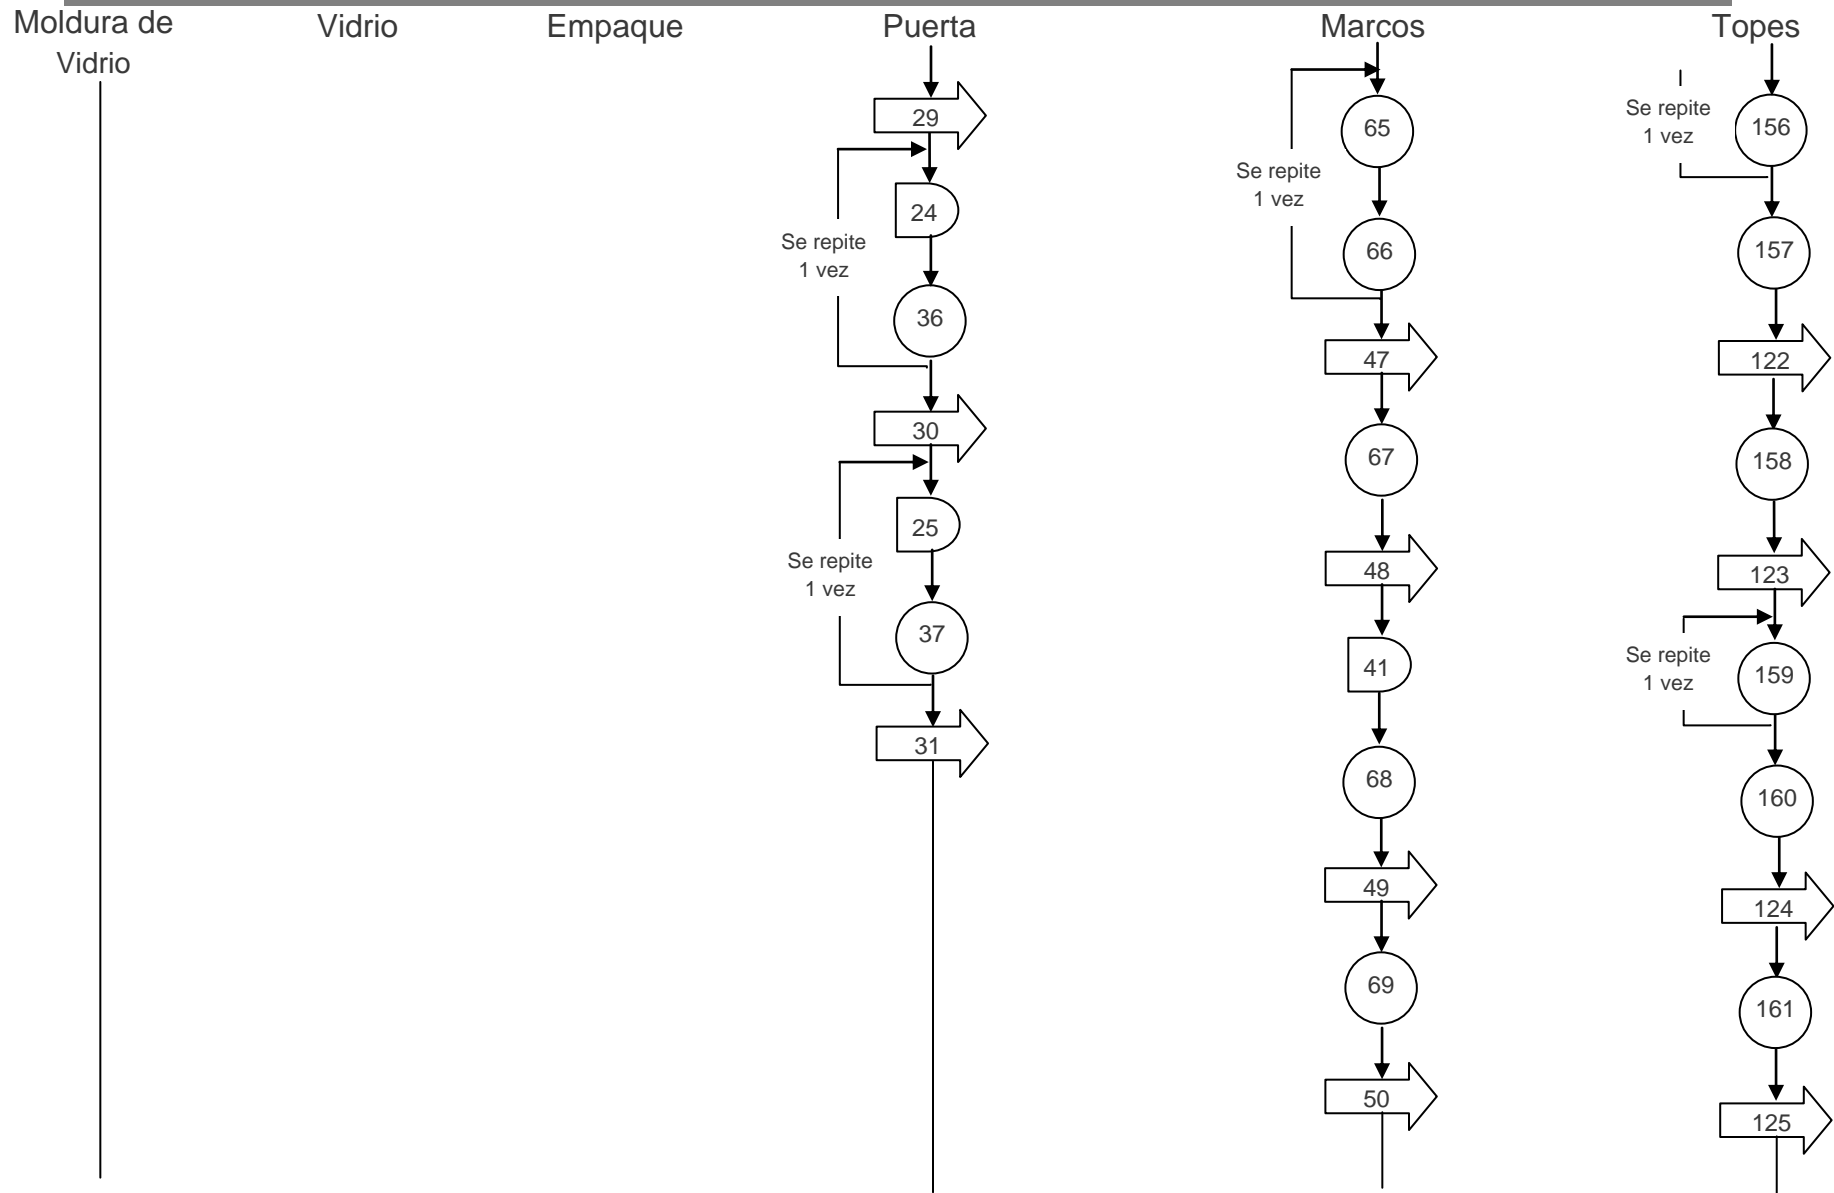 Moldura de
Vidrio
Vidrio
Empaque
Puerta
Marcos
Topes
29
24
Se repite
1 vez
36
30
25
Se repite
1 vez
37
31
65
Se repite
1 vez
66
47
67
48
41
68
49
69
50
Se repite
1 vez
156
157
122
158
123
Se repite
1 vez
159
160
124
161
125